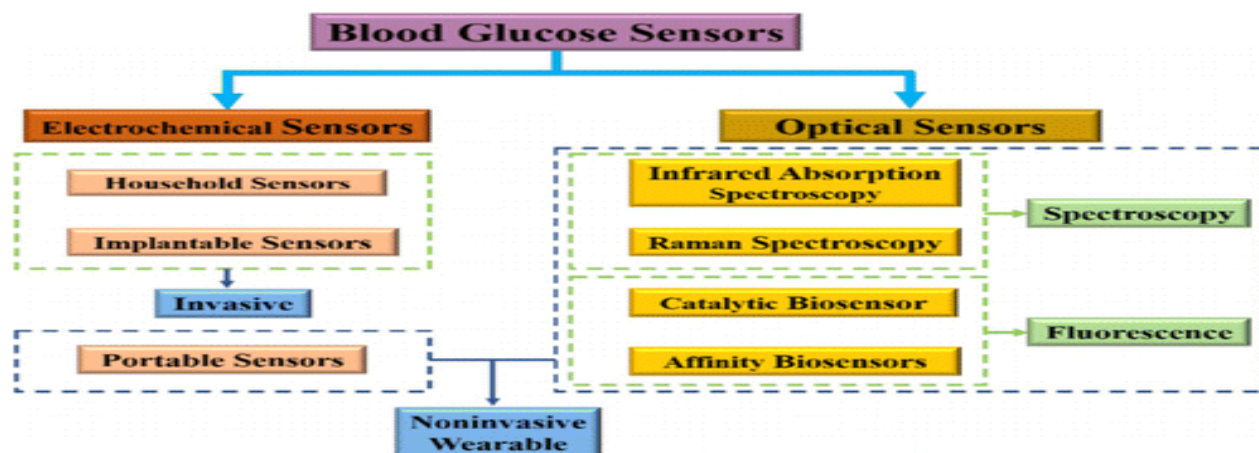 Blood Glucose Sensors
Electrochemical Sensors
Household Sensors
Implantable Sensors
Invasive
Portable Sensors
Optical Sensors
Infrared Absorption
Spectroscopy
Raman Spectroscopy
Spectroscopy
Catalytic Biosensor
Affinity Biosensors
Fluorescence
Noninvasive
Wearable